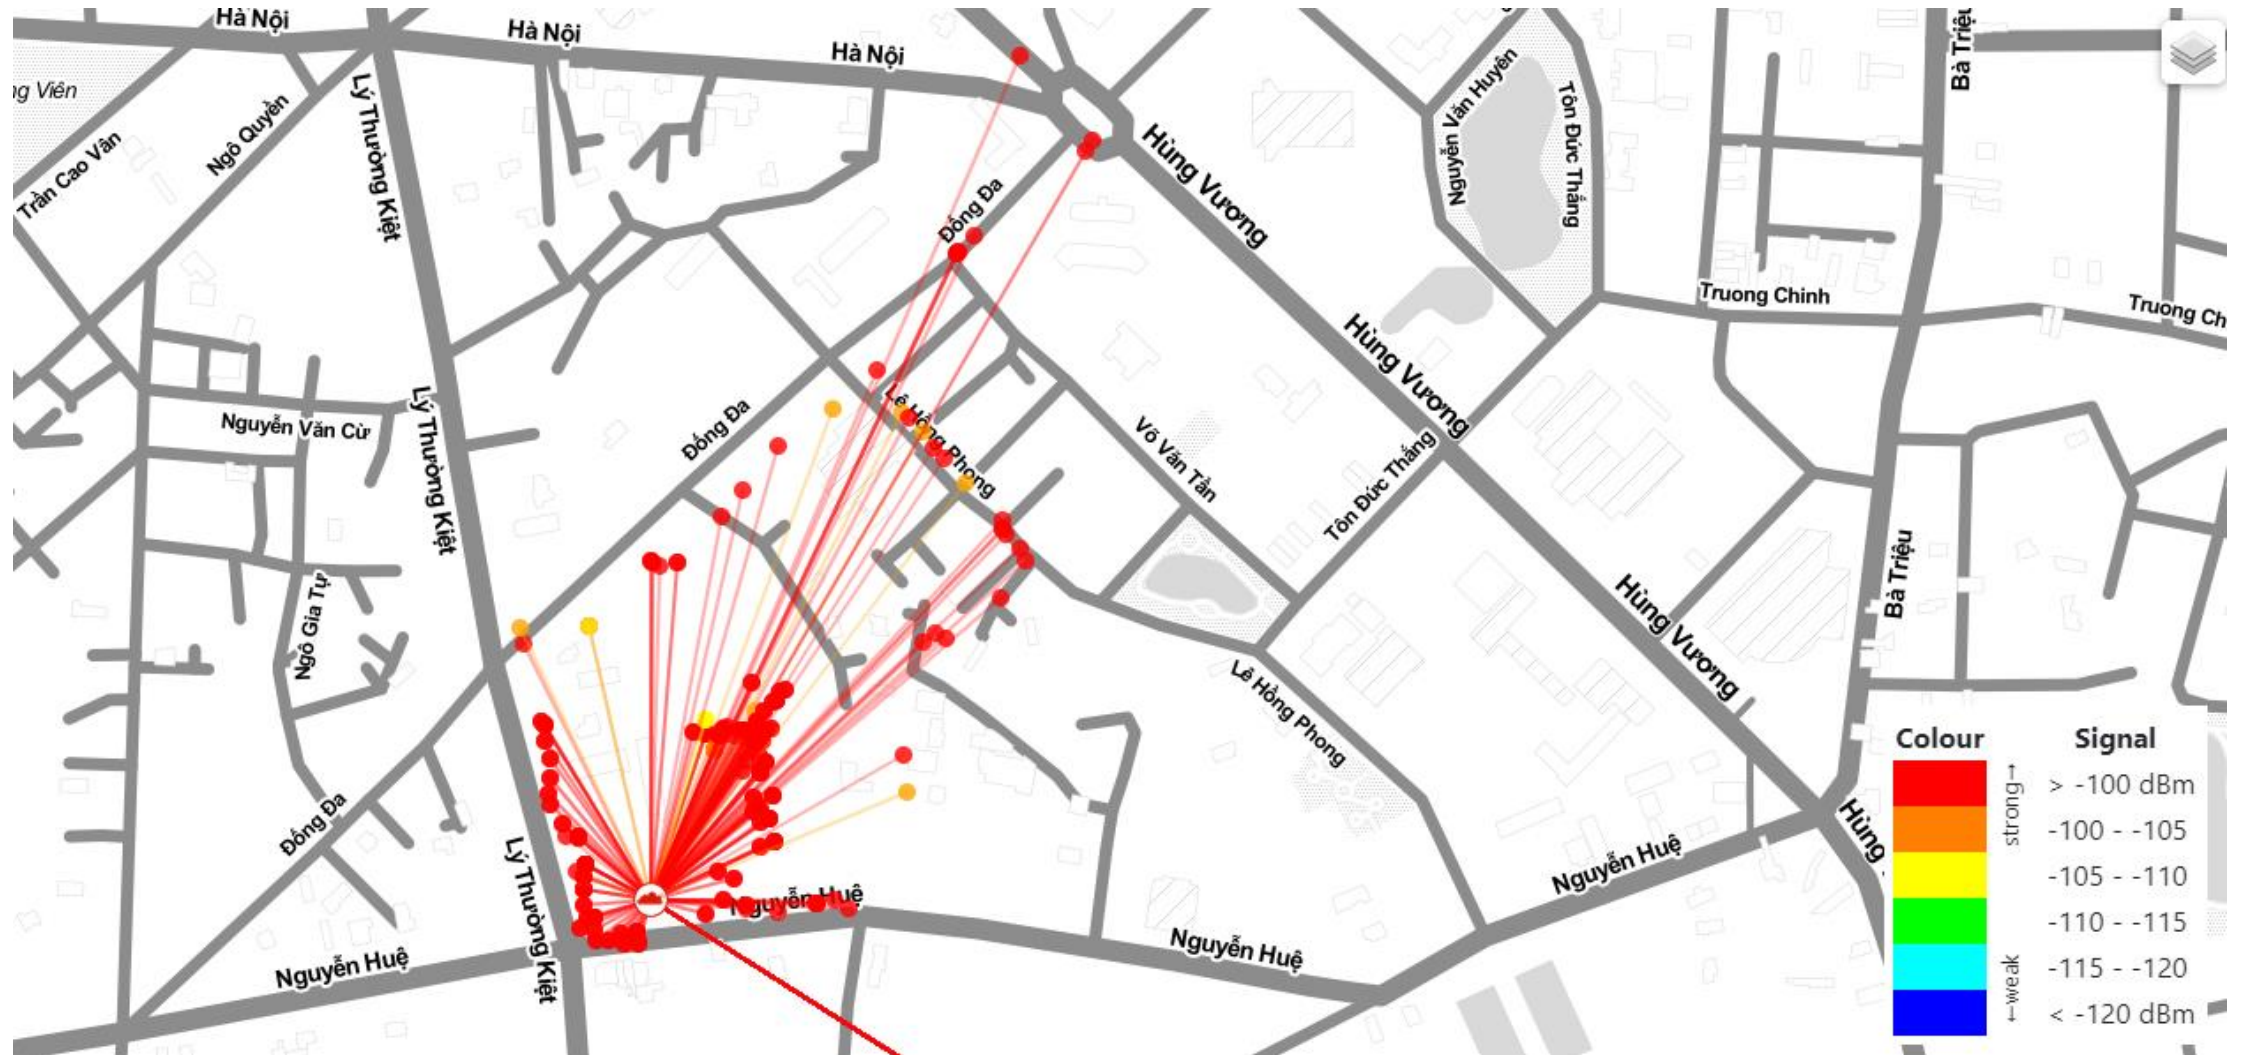 Hà Nội
Hà Nội
Hà Nội
Bà Triệu
ng Viên
Trần Cao Vân
Ngô Quyền
Lý Thường Kiệt
Nguyễn Văn Huyên
Tôn Đức Thắng
Hùng Vương
Đống Đa
Truong Chinh
Truong Ch
Hùng Vương
Nguyễn Văn Cừ
Lý Thường Kiệt
Đống Đa
Lê Hồng Phong
Võ Văn Tần
Tôn Đức Thắng
Bà Triệu
Ngô Gia Tự
Hùng Vương
Lê Hồng Phong
Đống Đa
Lý Thường Kiệt
Nguyễn Huệ
Nguyễn Huệ
Nguyễn Huệ
Nguyễn Huệ
Hùng
Colour Signal
strong→
> -100 dBm
-100 - -105
-105 - -110
-110 - -115
←weak
-115 - -120
< -120 dBm